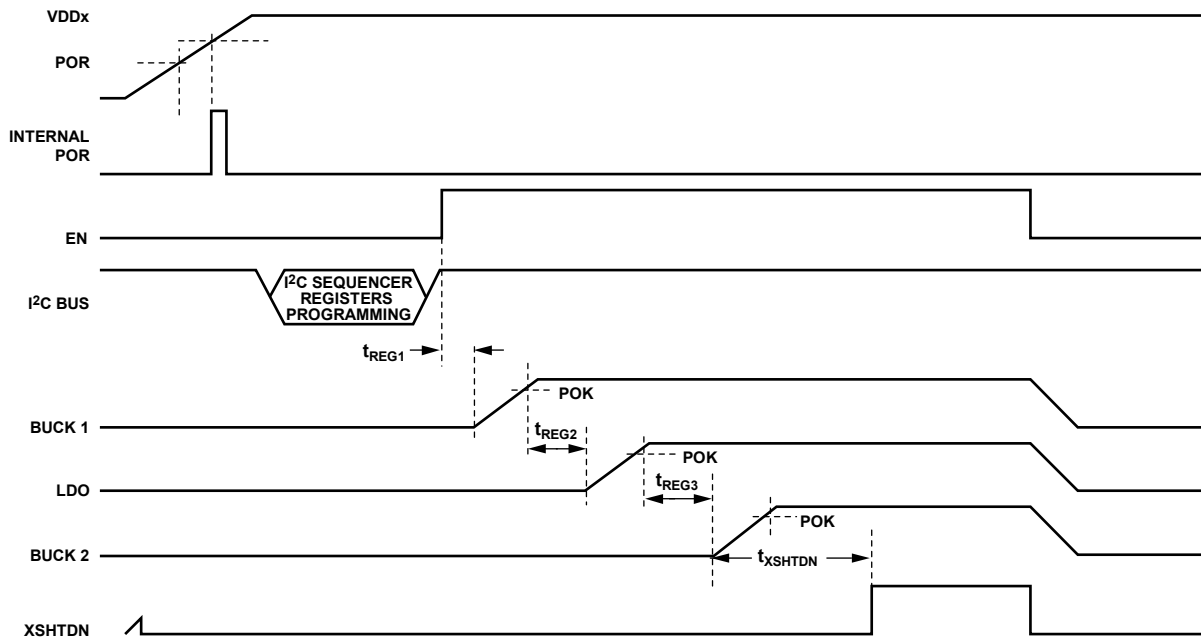 VDDx
POR
INTERNAL
POR
EN
I²C BUS
I²C SEQUENCER
REGISTERS
PROGRAMMING
tREG1
POK
BUCK 1
tREG2
POK
LDO
tREG3
POK
BUCK 2
tXSHTDN
XSHTDN